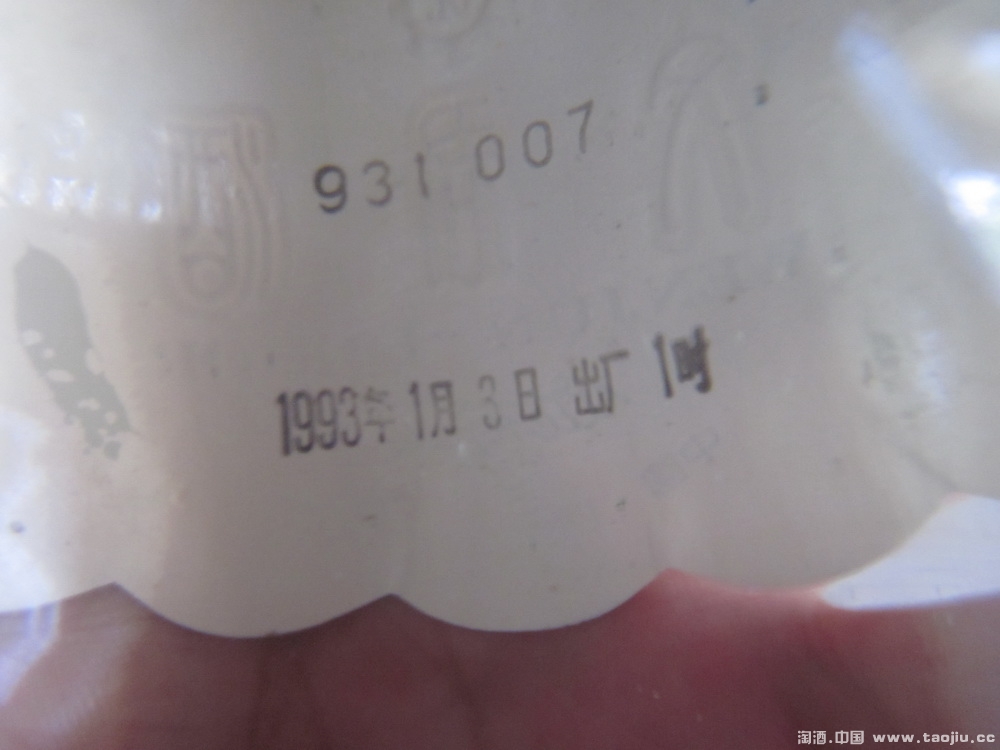 931 007
1993年 1月 3日 出厂 1号
淘酒.中国 www.taojiu.cc